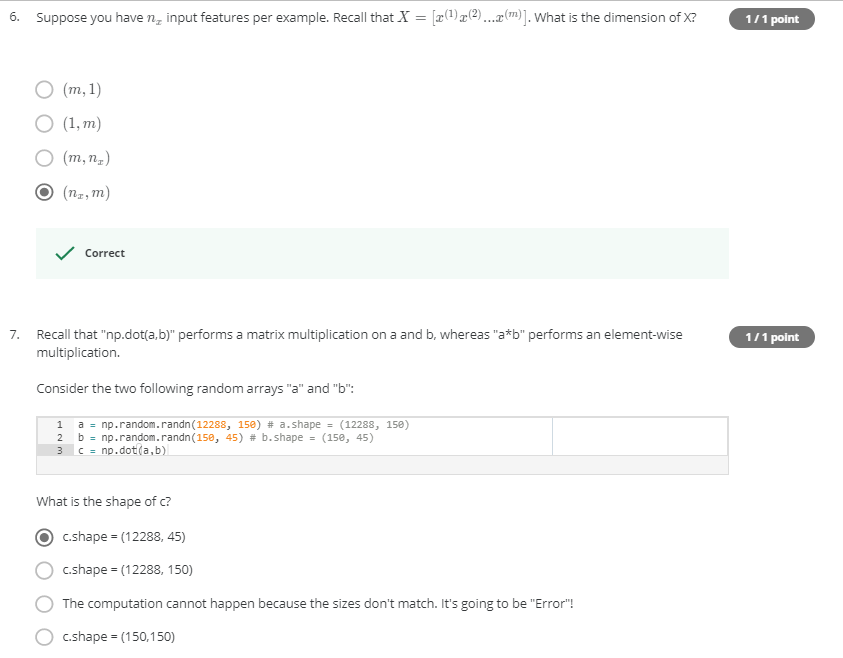 6. Suppose you have n_x input features per example. Recall that X = [x^(1) x^(2)...x^(m)]. What is the dimension of X?
1 / 1 point
(m, 1)
(1, m)
(m, n_x)
(n_x, m)
Correct
7. Recall that "np.dot(a,b)" performs a matrix multiplication on a and b, whereas "a*b" performs an element-wise
multiplication.
1 / 1 point
Consider the two following random arrays "a" and "b":
1 a = np.random.randn(12288, 150) # a.shape = (12288, 150)
2 b = np.random.randn(150, 45) # b.shape = (150, 45)
3 c = np.dot(a,b)
What is the shape of c?
c.shape = (12288, 45)
c.shape = (12288, 150)
The computation cannot happen because the sizes don't match. It's going to be "Error"!
c.shape = (150,150)